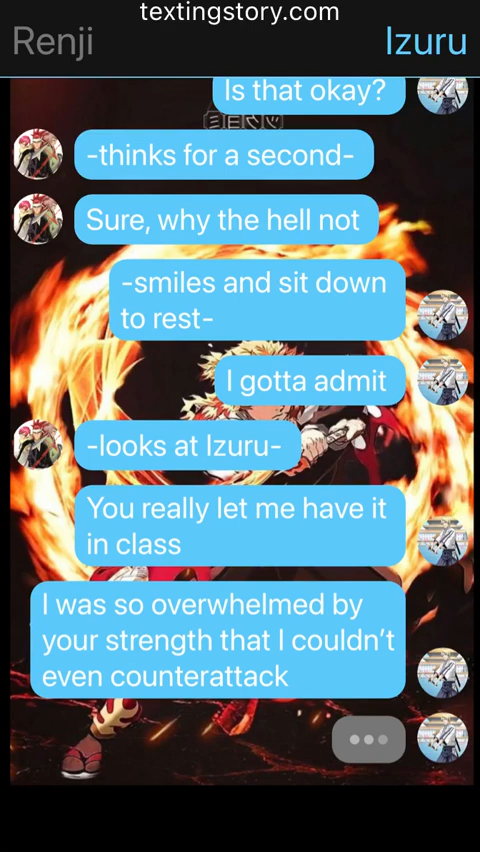 textingstory.com
Renji
Izuru
Is that okay?
-thinks for a second-
Sure, why the hell not
-smiles and sit down
to rest-
I gotta admit
-looks at Izuru-
You really let me have it
in class
I was so overwhelmed by
your strength that I couldn’t
even counterattack